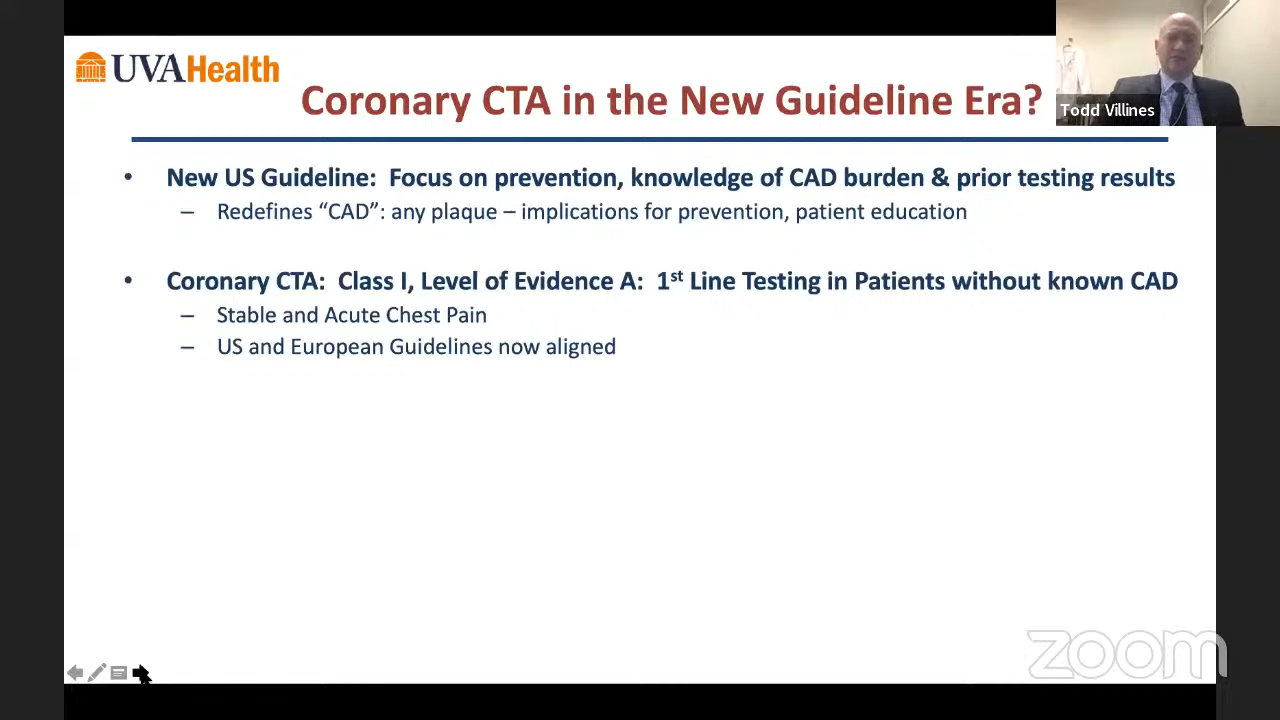 UVAHealth
Coronary CTA in the New Guideline Era?
Todd Villines
• New US Guideline: Focus on prevention, knowledge of CAD burden & prior testing results
– Redefines “CAD”: any plaque – implications for prevention, patient education
• Coronary CTA: Class I, Level of Evidence A: 1st Line Testing in Patients without known CAD
– Stable and Acute Chest Pain
– US and European Guidelines now aligned
zoom